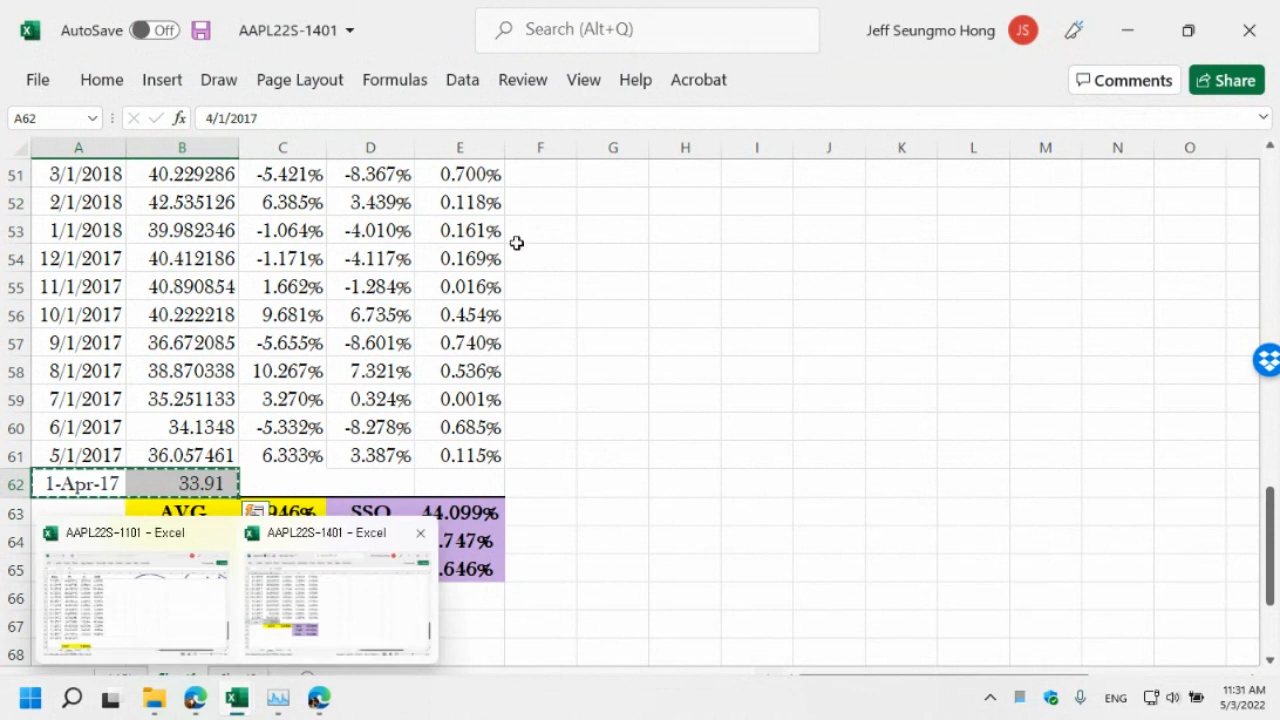 AutoSave Off AAPL22S-1401 Search (Alt+Q) Jeff Seungmo Hong JS
File Home Insert Draw Page Layout Formulas Data Review View Help Acrobat Comments Share
A62 fx 4/1/2017
A B C D E F G H I J K L M N O
51 3/1/2018 40.229286 -5.421% -8.367% 0.700%
52 2/1/2018 42.535126 6.385% 3.439% 0.118%
53 1/1/2018 39.982346 -1.064% -4.010% 0.161%
54 12/1/2017 40.412186 -1.171% -4.117% 0.169%
55 11/1/2017 40.890854 1.662% -1.284% 0.016%
56 10/1/2017 40.222218 9.681% 6.735% 0.454%
57 9/1/2017 36.672085 -5.655% -8.601% 0.740%
58 8/1/2017 38.870338 10.267% 7.321% 0.536%
59 7/1/2017 35.251133 3.270% 0.324% 0.001%
60 6/1/2017 34.1348 -5.332% -8.278% 0.685%
61 5/1/2017 36.057461 6.333% 3.387% 0.115%
62 1-Apr-17 33.91
63 AVG 946% SSQ 44.099%
AAPL22S-1101 - Excel AAPL22S-1401 - Excel
64 .747%
65 .646%
66
67
68
ENG 11:31 AM
5/3/2022